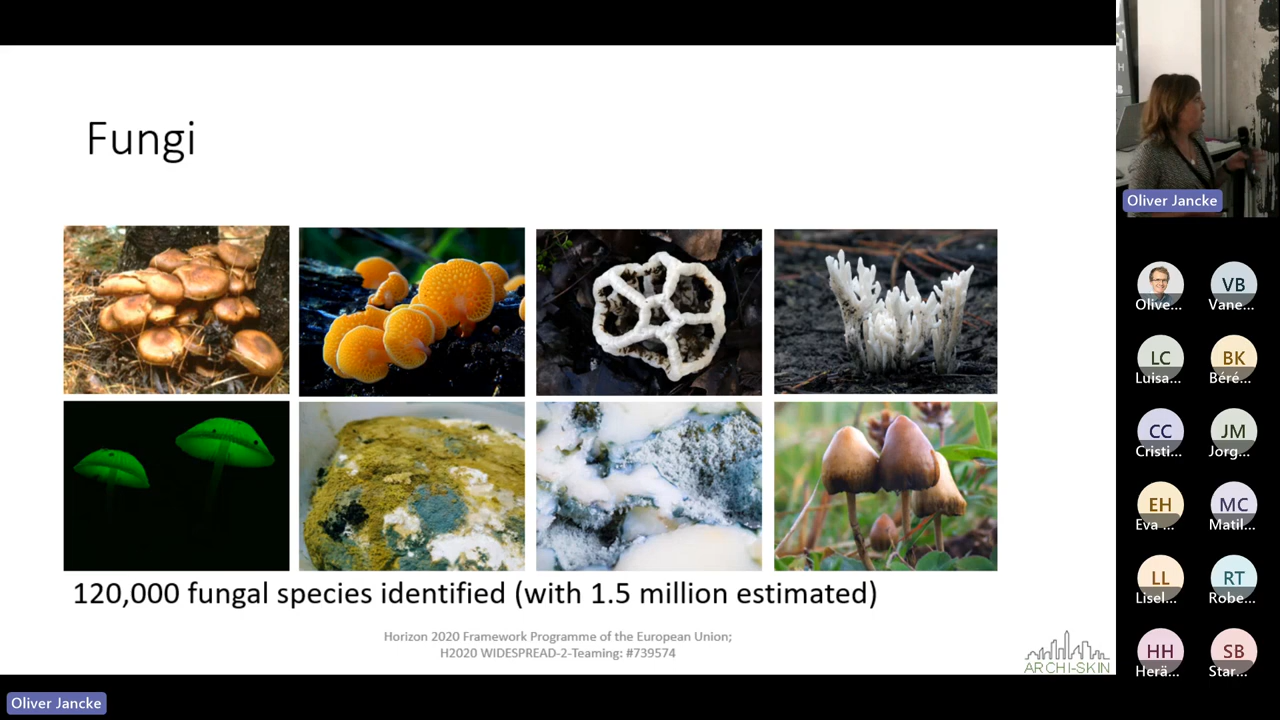 Fungi
120,000 fungal species identified (with 1.5 million estimated)
Horizon 2020 Framework Programme of the European Union;
H2020 WIDESPREAD-2-Teaming: #739574
ARCHI-SKIN
Oliver Jancke
Oliver Jancke
Olive...
VB
Vane...
LC
Luisa...
BK
Béré...
CC
Cristi...
JM
Jorg...
EH
Eva ...
MC
Matil...
LL
Lisel...
RT
Robe...
HH
Herä...
SB
Star...